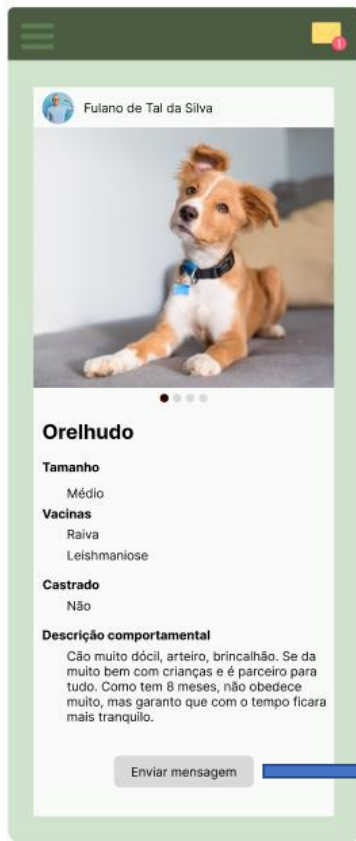 1
Fulano de Tal da Silva
Orelhudo
Tamanho
Médio
Vacinas
Raiva
Leishmaniose
Castrado
Não
Descrição comportamental
Cão muito dócil, arteiro, brincalhão. Se da
muito bem com crianças e é parceiro para
tudo. Como tem 8 meses, não obedece
muito, mas garanto que com o tempo ficara
mais tranquilo.
Enviar mensagem